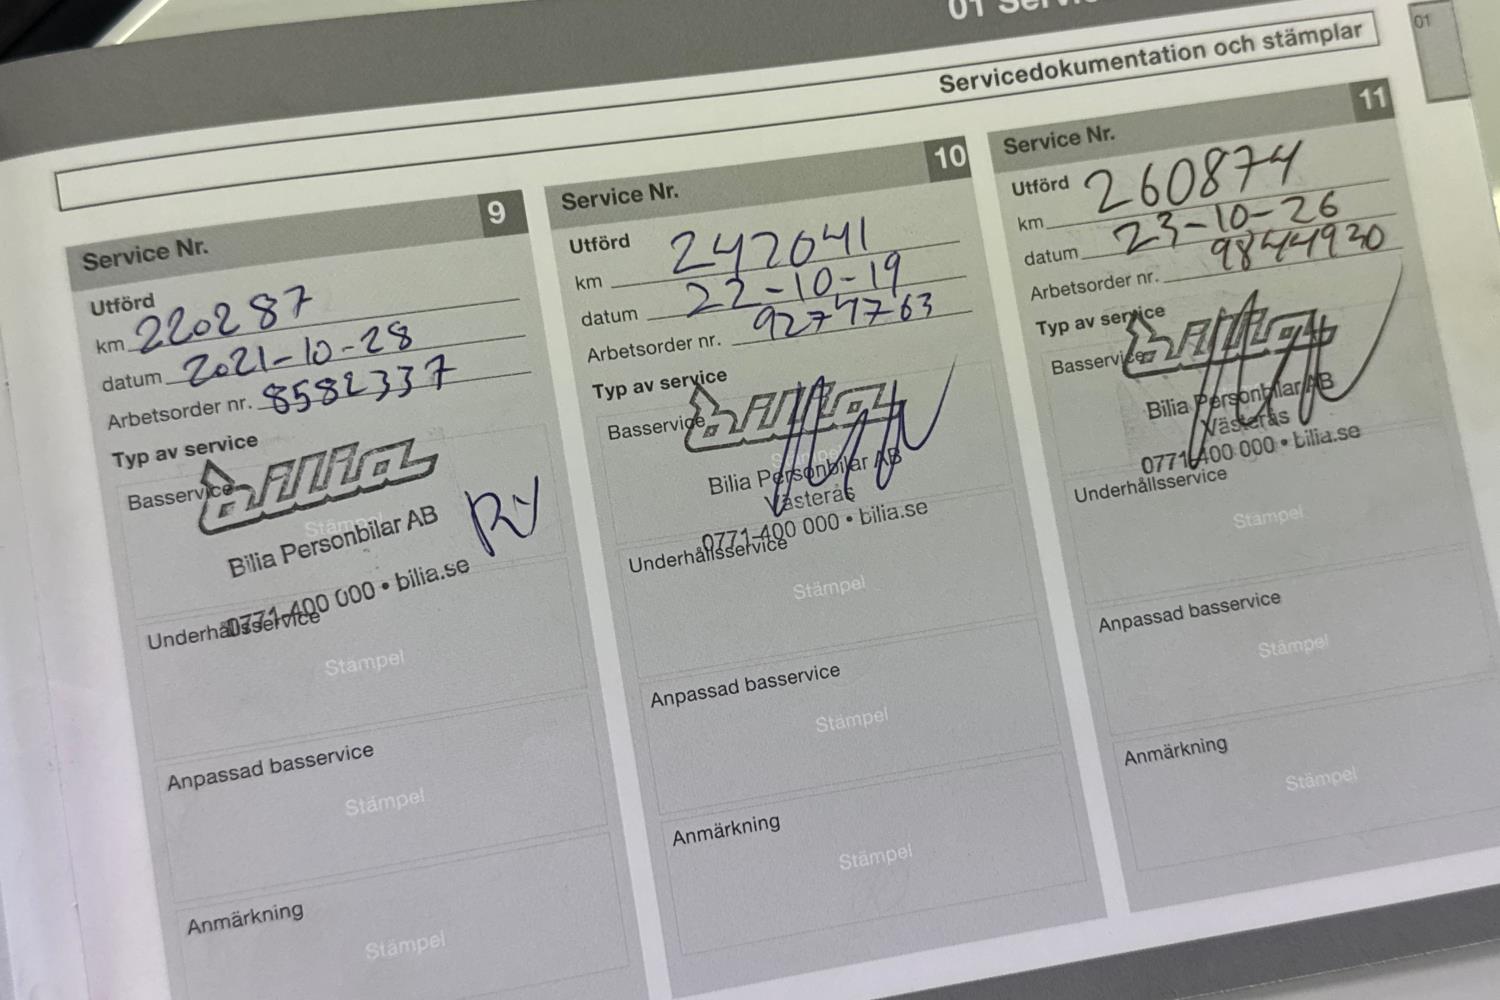 01 Servi
01
Servicedokumentation och stämplar
Service Nr. 9
Utförd
km 220287
datum 2021-10-28
Arbetsorder nr. 8582337
Typ av service
Basservice
bilia
Stämpel
Bilia Personbilar AB
RY
0771-400 000 • bilia.se
Underhållsservice
Stämpel
Anpassad basservice
Stämpel
Anmärkning
Stämpel
Service Nr. 10
Utförd
km 242041
datum 22-10-19
Arbetsorder nr. 9277763
Typ av service
Basservice
bilia
Bilia Personbilar AB
Västerås
0771-400 000 • bilia.se
Underhållsservice
Stämpel
Anpassad basservice
Stämpel
Anmärkning
Stämpel
Service Nr. 11
Utförd
km 260874
datum 23-10-26
Arbetsorder nr. 9844920
Typ av service
Basservice
bilia
Bilia Personbilar AB
Västerås
0771-400 000 • bilia.se
Underhållsservice
Stämpel
Anpassad basservice
Stämpel
Anmärkning
Stämpel